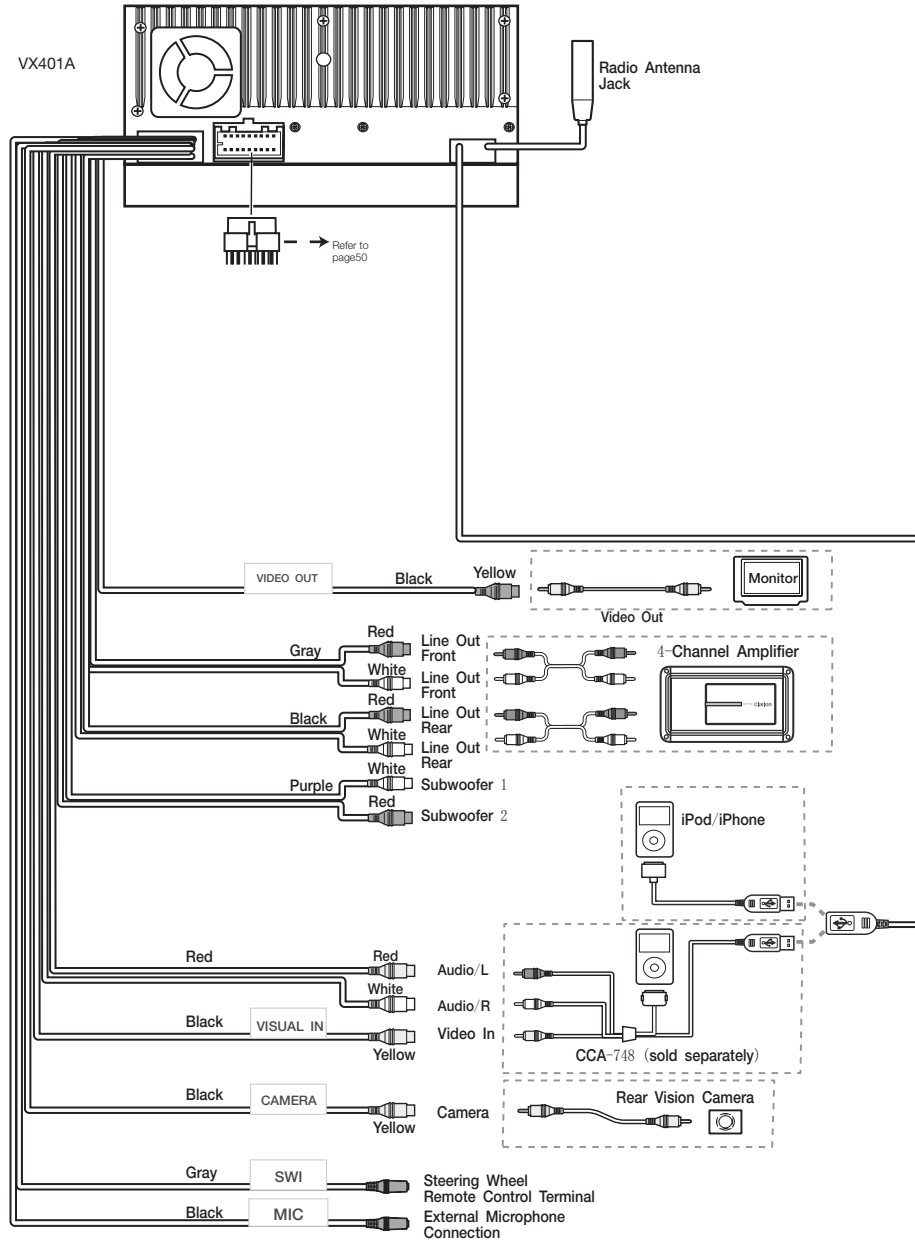 VX401A
Radio Antenna
Jack
Refer to
page50
VIDEO OUT
Black
Yellow
Monitor
Video Out
Gray
Red
Line Out
Front
White
Line Out
Front
4-Channel Amplifier
Clarion
Black
Red
Line Out
Rear
White
Line Out
Rear
Purple
White
Subwoofer 1
Red
Subwoofer 2
iPod/iPhone
Red
Red
Audio/L
White
Audio/R
Black
VISUAL IN
Yellow
Video In
CCA-748 (sold separately)
Black
CAMERA
Yellow
Camera
Rear Vision Camera
Gray
SWI
Steering Wheel
Remote Control Terminal
Black
MIC
External Microphone
Connection